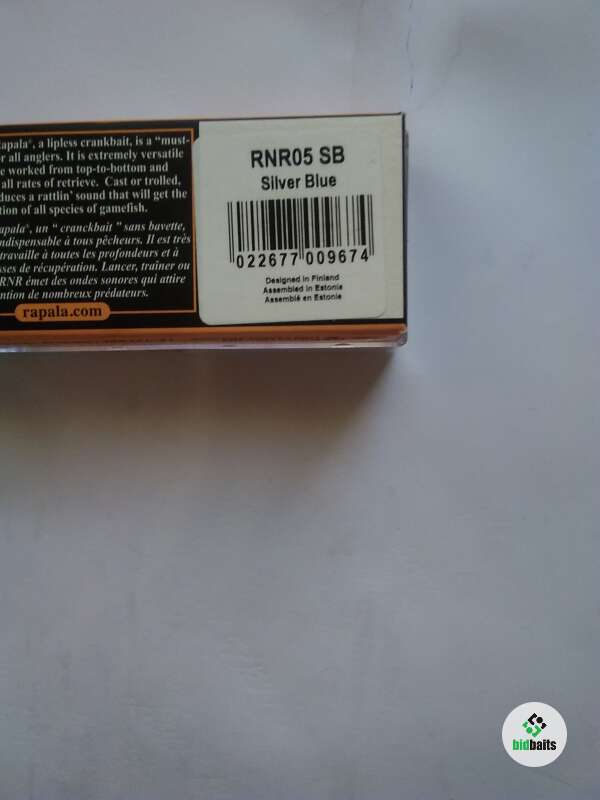 apala®, a lipless crankbait, is a “must-
r all anglers. It is extremely versatile
e worked from top-to-bottom and
all rates of retrieve. Cast or trolled,
duces a rattlin’ sound that will get the
tion of all species of gamefish.
apala®, un “ cranckbait ” sans bavette,
ndispensable à tous pêcheurs. Il est très
travaille à toutes les profondeurs et à
sses de récupération. Lancer, trainer ou
RNR émet des ondes sonores qui attire
ention de nombreux prédateurs.
rapala.com
RNR05 SB
Silver Blue
022677 009674
Designed in Finland
Assembled in Estonie
Assemblé en Estonie
bidbaits